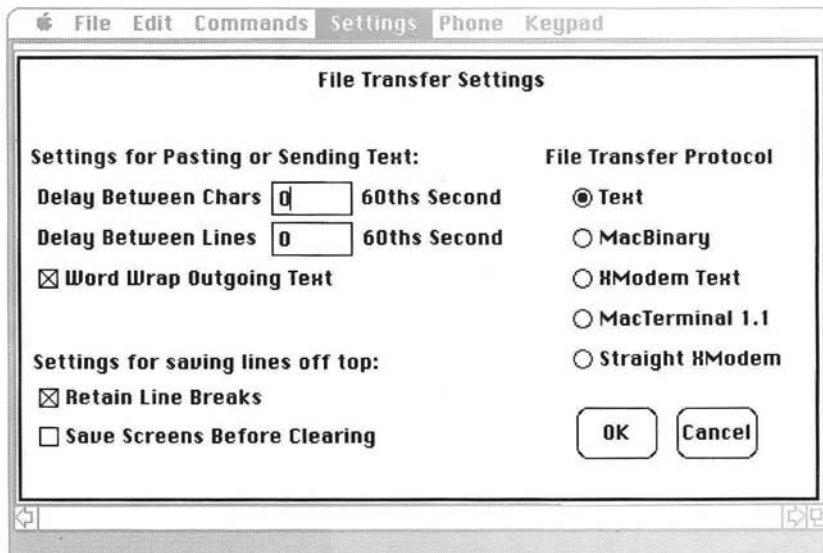 File Edit Commands Settings Phone Keypad
File Transfer Settings
Settings for Pasting or Sending Text:
Delay Between Chars 0 60ths Second
Delay Between Lines 0 60ths Second
Word Wrap Outgoing Text
Settings for saving lines off top:
Retain Line Breaks
Save Screens Before Clearing
File Transfer Protocol
Text
MacBinary
XModem Text
MacTerminal 1.1
Straight XModem
OK Cancel